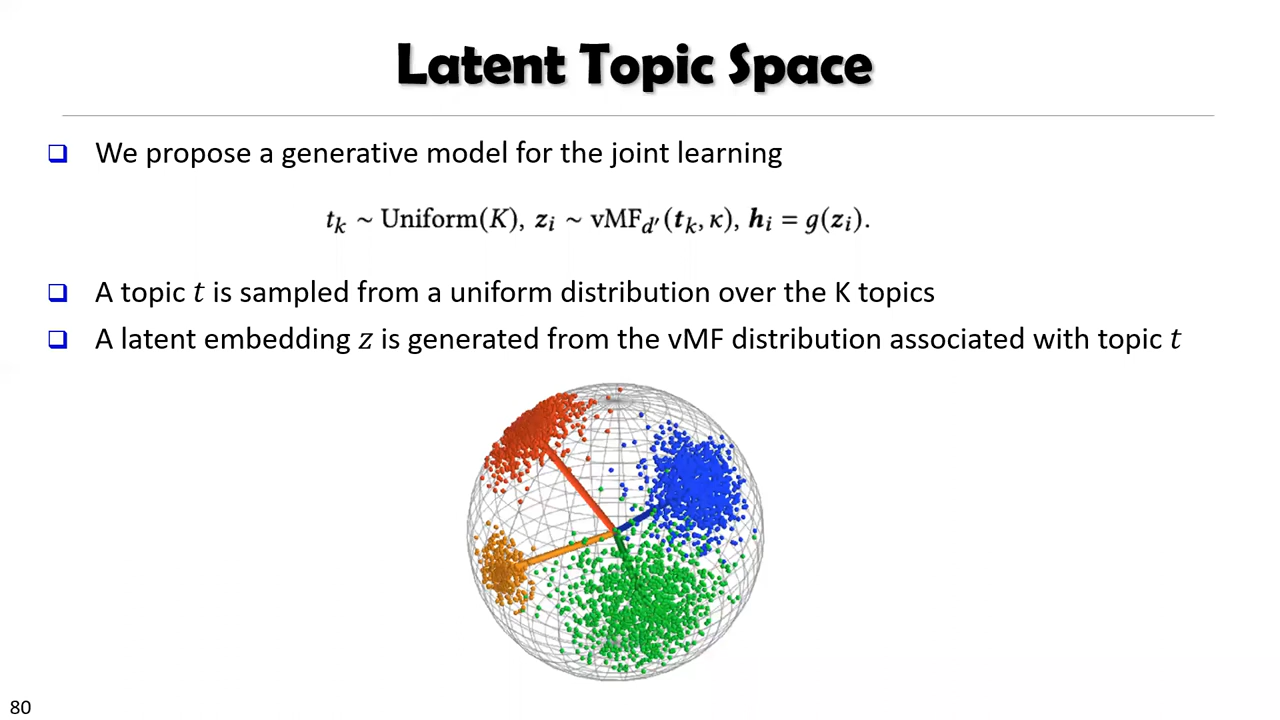 Latent Topic Space
❑ We propose a generative model for the joint learning
t_k ∼ Uniform(K), z_i ∼ vMF_{d′}(t_k, κ), h_i = g(z_i).
❑ A topic t is sampled from a uniform distribution over the K topics
❑ A latent embedding z is generated from the vMF distribution associated with topic t
80